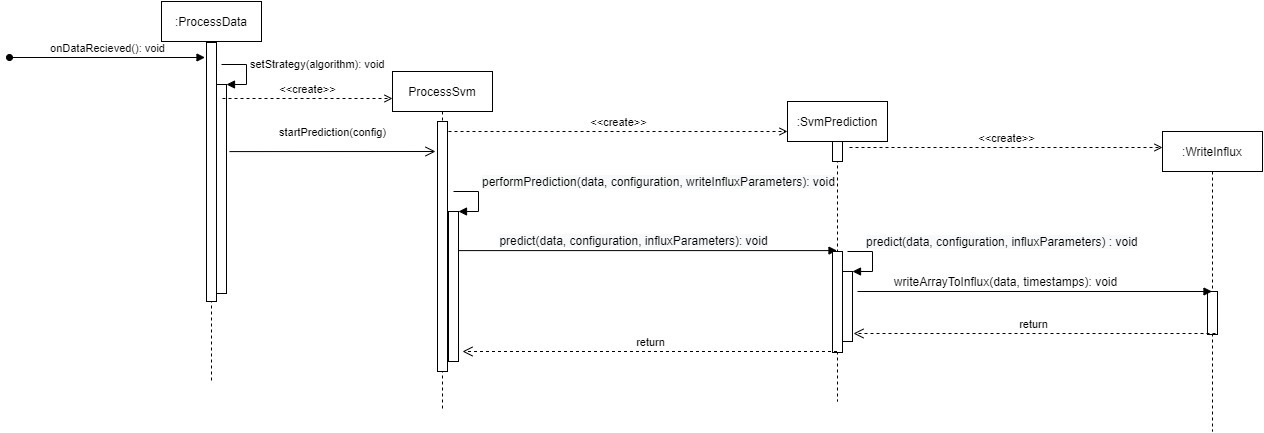 :ProcessData
onDataRecieved(): void
setStrategy(algorithm): void
<<create>>
ProcessSvm
<<create>>
:SvmPrediction
<<create>>
:WriteInflux
startPrediction(config)
performPrediction(data, configuration, writeInfluxParameters): void
predict(data, configuration, influxParameters): void
predict(data, configuration, influxParameters) : void
writeArrayToInflux(data, timestamps): void
return
return